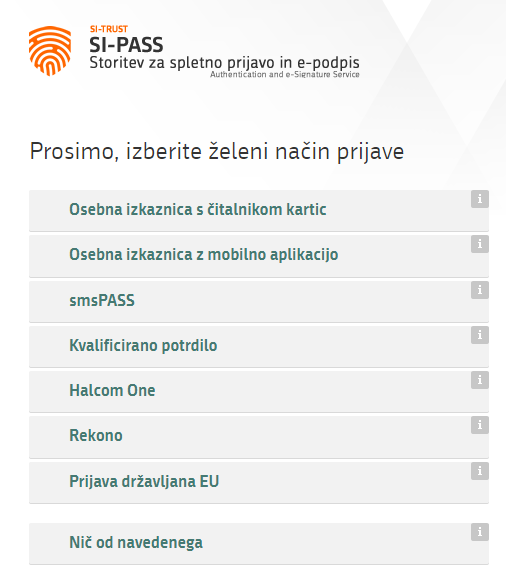 SI-TRUST
SI-PASS
Storitev za spletno prijavo in e-podpis
Authentication and e-Signature Service
Prosimo, izberite želeni način prijave
Osebna izkaznica s čitalnikom kartic
i
Osebna izkaznica z mobilno aplikacijo
i
smsPASS
i
Kvalificirano potrdilo
i
Halcom One
i
Rekono
i
Prijava državljana EU
i
Nič od navedenega
i